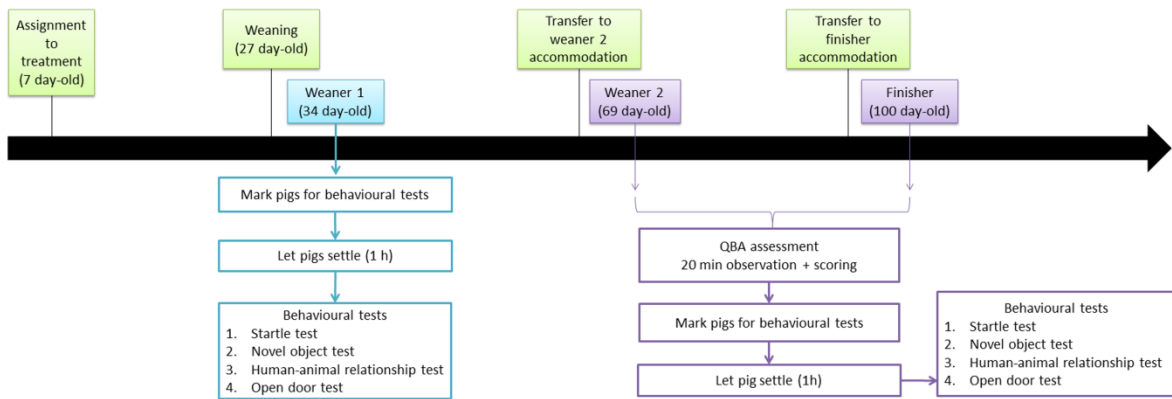 Assignment
to
treatment
(7 day-old)
Weaning
(27 day-old)
Transfer to
weaner 2
accommodation
Transfer to
finisher
accommodation
Weaner 1
(34 day-old)
Weaner 2
(69 day-old)
Finisher
(100 day-old)
Mark pigs for behavioural tests
Let pigs settle (1 h)
Behavioural tests
1. Startle test
2. Novel object test
3. Human-animal relationship test
4. Open door test
QBA assessment
20 min observation + scoring
Mark pigs for behavioural tests
Let pig settle (1h)
Behavioural tests
1. Startle test
2. Novel object test
3. Human-animal relationship test
4. Open door test